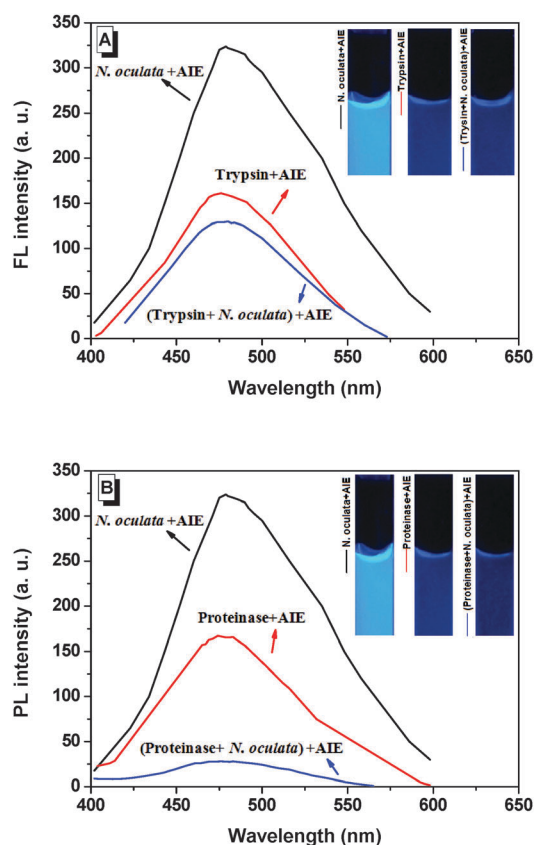 A
FL intensity (a. u.)
350
300
250
200
150
100
50
0
400
450
500
550
600
650
Wavelength (nm)
N. oculata +AIE
Trypsin+AIE
(Trypsin+ N. oculata) +AIE
N. oculata+AIE
Trypsin+AIE
(Trysin+N. oculata)+AIE
B
PL intensity (a. u.)
350
300
250
200
150
100
50
0
400
450
500
550
600
650
Wavelength (nm)
N. oculata +AIE
Proteinase+AIE
(Proteinase+ N. oculata) +AIE
N. oculata+AIE
Proteinase+AIE
(Proteinase+N. oculata)+AIE